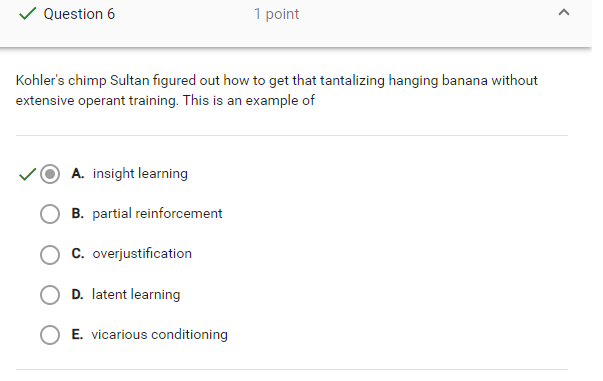 Question 6 1 point
Kohler's chimp Sultan figured out how to get that tantalizing hanging banana without
extensive operant training. This is an example of
A. insight learning
B. partial reinforcement
C. overjustification
D. latent learning
E. vicarious conditioning